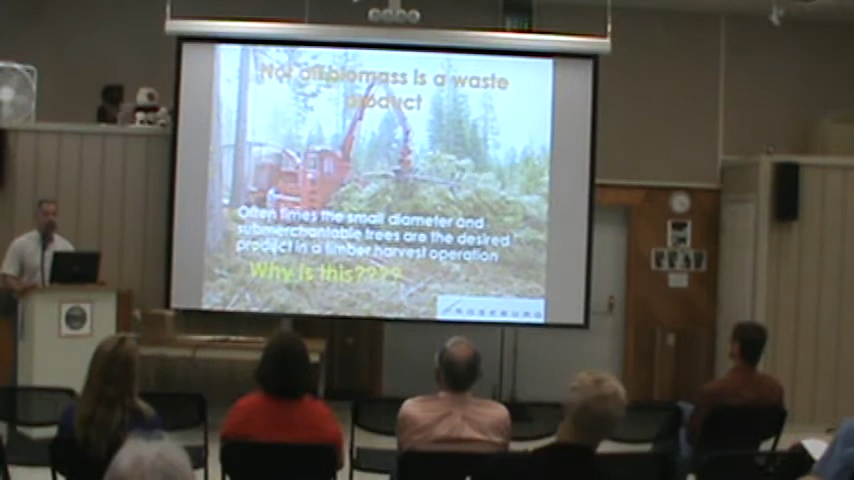 Not all biomass is a waste
product
Often times the small diameter and
submerchantable trees are the desired
product in a timber harvest operation
Why is this????
ROSEBURG